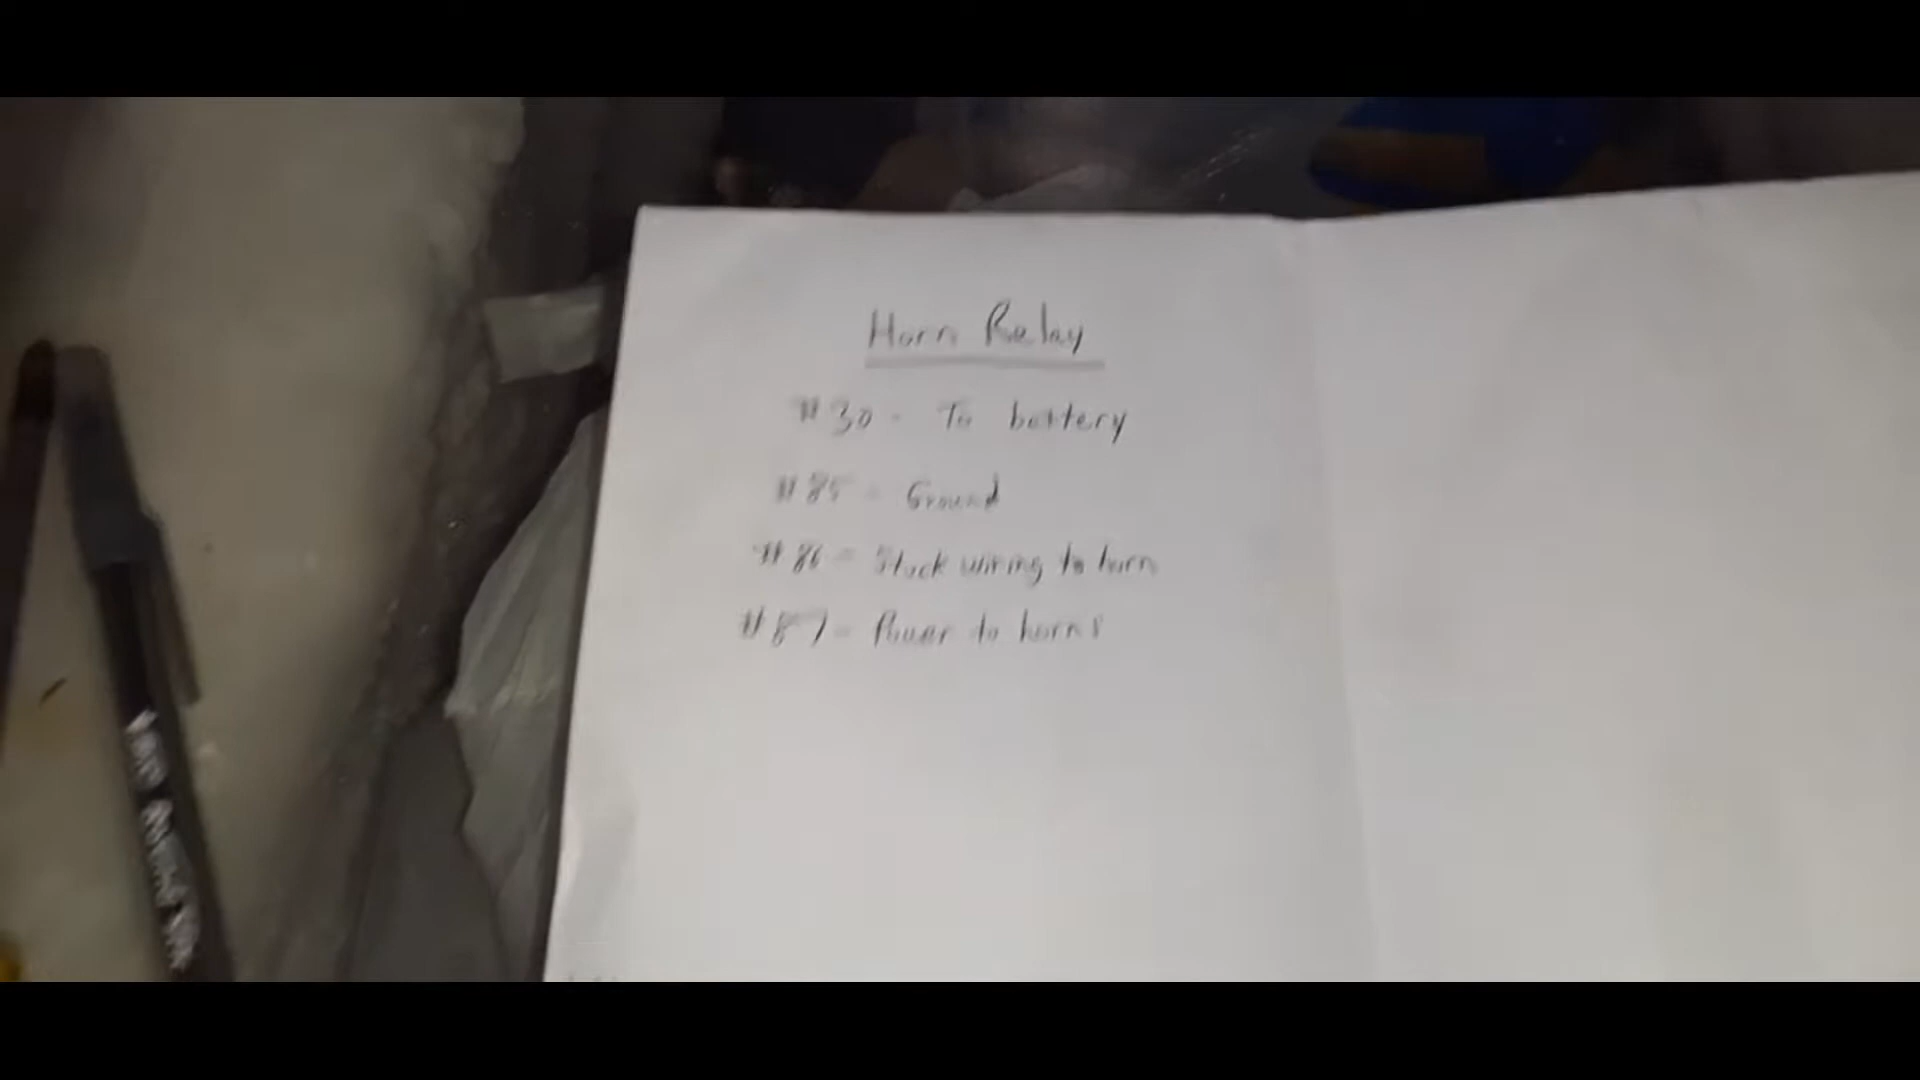 Horn Relay
#30 - To battery
#85 - Ground
#86 - Stock wiring to horn
#87 - Power to horns